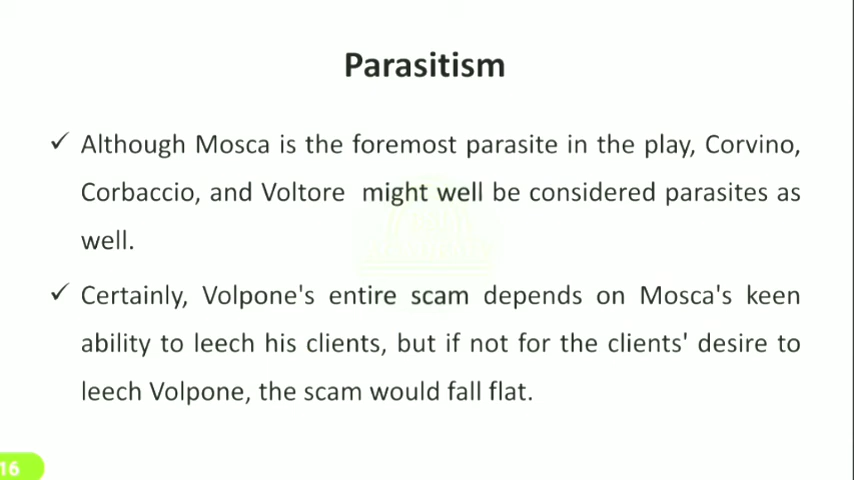 Parasitism
✓ Although Mosca is the foremost parasite in the play, Corvino,
Corbaccio, and Voltore might well be considered parasites as
well.
✓ Certainly, Volpone's entire scam depends on Mosca's keen
ability to leech his clients, but if not for the clients' desire to
leech Volpone, the scam would fall flat.
16